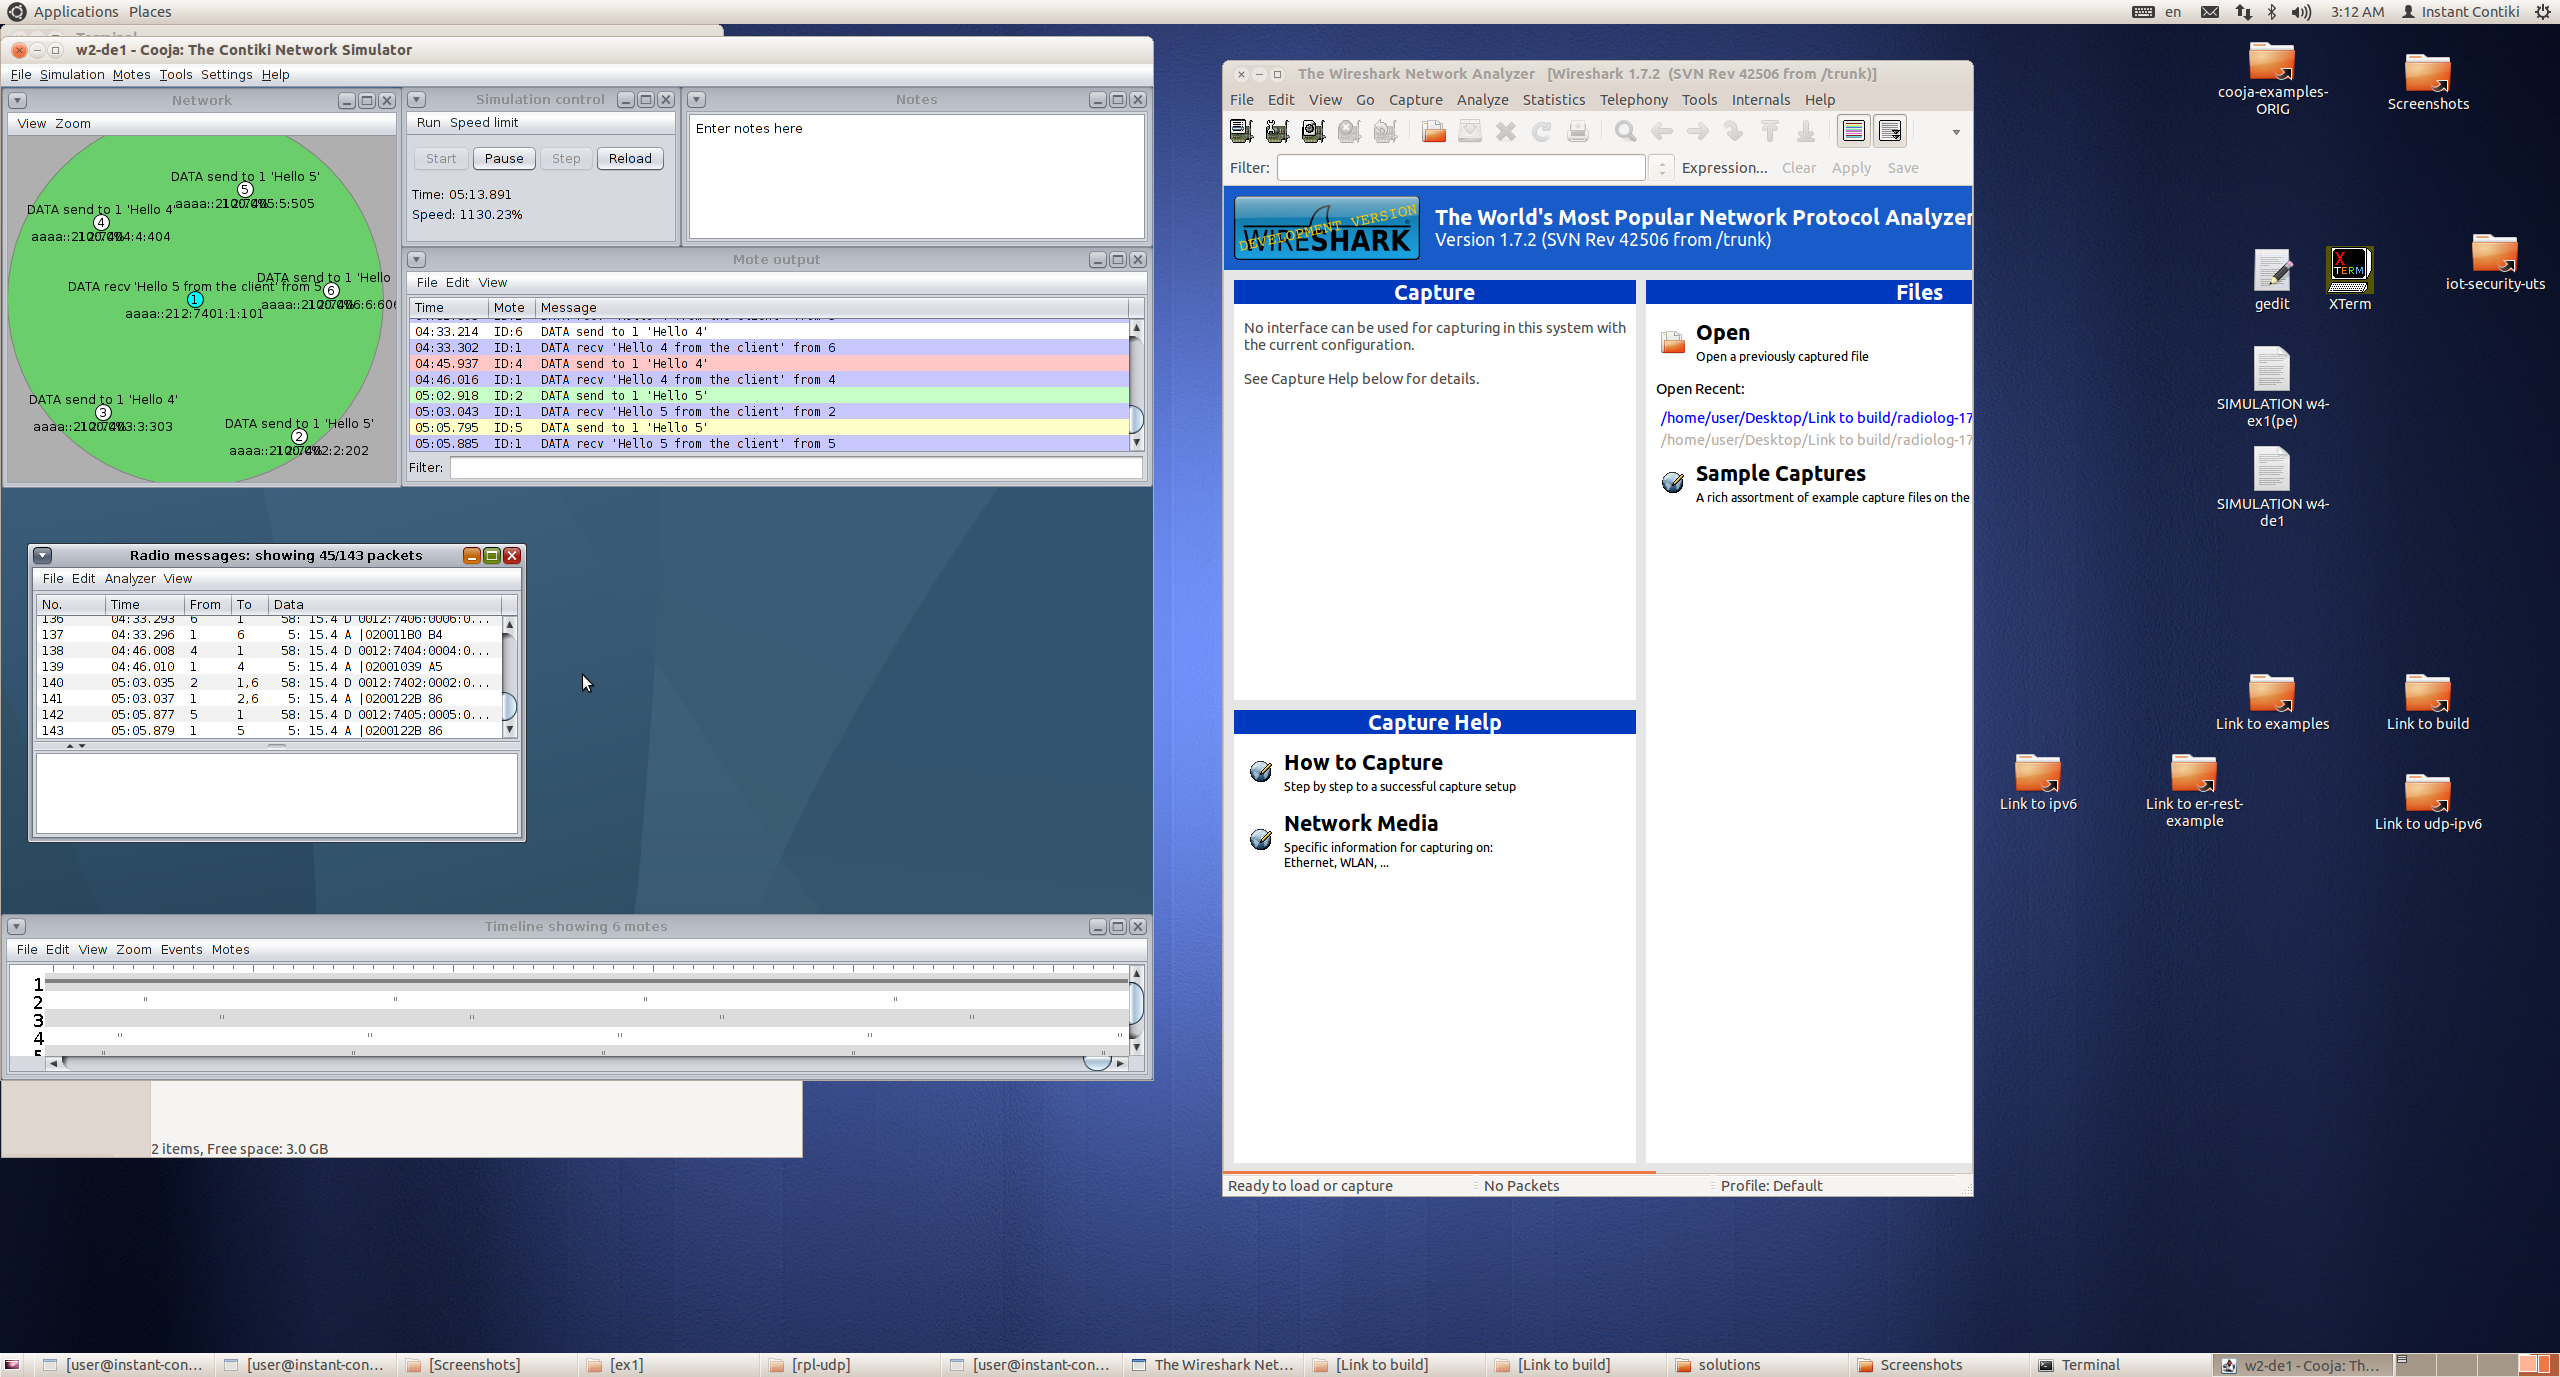 Applications Places
en
3:12 AM
Instant Contiki
w2-de1 - Cooja: The Contiki Network Simulator
File Simulation Motes Tools Settings Help
Network
View Zoom
DATA send to 1 'Hello 5'
5
DATA send to 1 'Hello 4'
4
DATA send to 1 'Hello
6
DATA recv 'Hello 5 from the client' from 5
1
aaaa::212:7401:1:101
DATA send to 1 'Hello 4'
3
DATA send to 1 'Hello 5'
2
Simulation control
Run Speed limit
Start Pause Step Reload
Time: 05:13.891
Speed: 1130.23%
Notes
Enter notes here
Mote output
File Edit View
Time Mote Message
04:33.214 ID:6 DATA send to 1 'Hello 4'
04:33.302 ID:1 DATA recv 'Hello 4 from the client' from 6
04:45.937 ID:4 DATA send to 1 'Hello 4'
04:46.016 ID:1 DATA recv 'Hello 4 from the client' from 4
05:02.918 ID:2 DATA send to 1 'Hello 5'
05:03.043 ID:1 DATA recv 'Hello 5 from the client' from 2
05:05.795 ID:5 DATA send to 1 'Hello 5'
05:05.885 ID:1 DATA recv 'Hello 5 from the client' from 5
Filter:
Radio messages: showing 45/143 packets
File Edit Analyzer View
No. Time From To Data
136 04:33.293 6 1 58: 15.4 D 0012:7406:0006:0...
137 04:33.296 1 6 5: 15.4 A |020011B0 B4
138 04:46.008 4 1 58: 15.4 D 0012:7404:0004:0...
139 04:46.010 1 4 5: 15.4 A |02001039 A5
140 05:03.035 2 1,6 58: 15.4 D 0012:7402:0002:0...
141 05:03.037 1 2,6 5: 15.4 A |0200122B 86
142 05:05.877 5 1 58: 15.4 D 0012:7405:0005:0...
143 05:05.879 1 5 5: 15.4 A |0200122B 86
Timeline showing 6 motes
File Edit View Zoom Events Motes
1
2
3
4
5
2 items, Free space: 3.0 GB
The Wireshark Network Analyzer [Wireshark 1.7.2 (SVN Rev 42506 from /trunk)]
File Edit View Go Capture Analyze Statistics Telephony Tools Internals Help
Filter: Expression... Clear Apply Save
DEVELOPMENT VERSION
WIRESHARK
The World's Most Popular Network Protocol Analyzer
Version 1.7.2 (SVN Rev 42506 from /trunk)
Capture
No interface can be used for capturing in this system with
the current configuration.
See Capture Help below for details.
Capture Help
How to Capture
Step by step to a successful capture setup
Network Media
Specific information for capturing on:
Ethernet, WLAN, ...
Files
Open
Open a previously captured file
Open Recent:
/home/user/Desktop/Link to build/radiolog-17
/home/user/Desktop/Link to build/radiolog-17
Sample Captures
A rich assortment of example capture files on the
Ready to load or capture
No Packets
Profile: Default
cooja-examples-
ORIG
Screenshots
gedit
X TERM
XTerm
iot-security-uts
SIMULATION w4-
ex1(pe)
SIMULATION w4-
de1
Link to examples
Link to build
Link to ipv6
Link to er-rest-
example
Link to udp-ipv6
[user@instant-con...
[user@instant-con...
[Screenshots]
[ex1]
[rpl-udp]
[user@instant-con...
The Wireshark Net...
[Link to build]
[Link to build]
solutions
Screenshots
Terminal
w2-de1 - Cooja: Th...